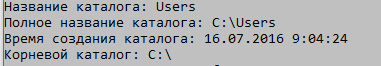 Название каталога: Users
Полное название каталога: C:\Users
Время создания каталога: 16.07.2016 9:04:24
Корневой каталог: C:\